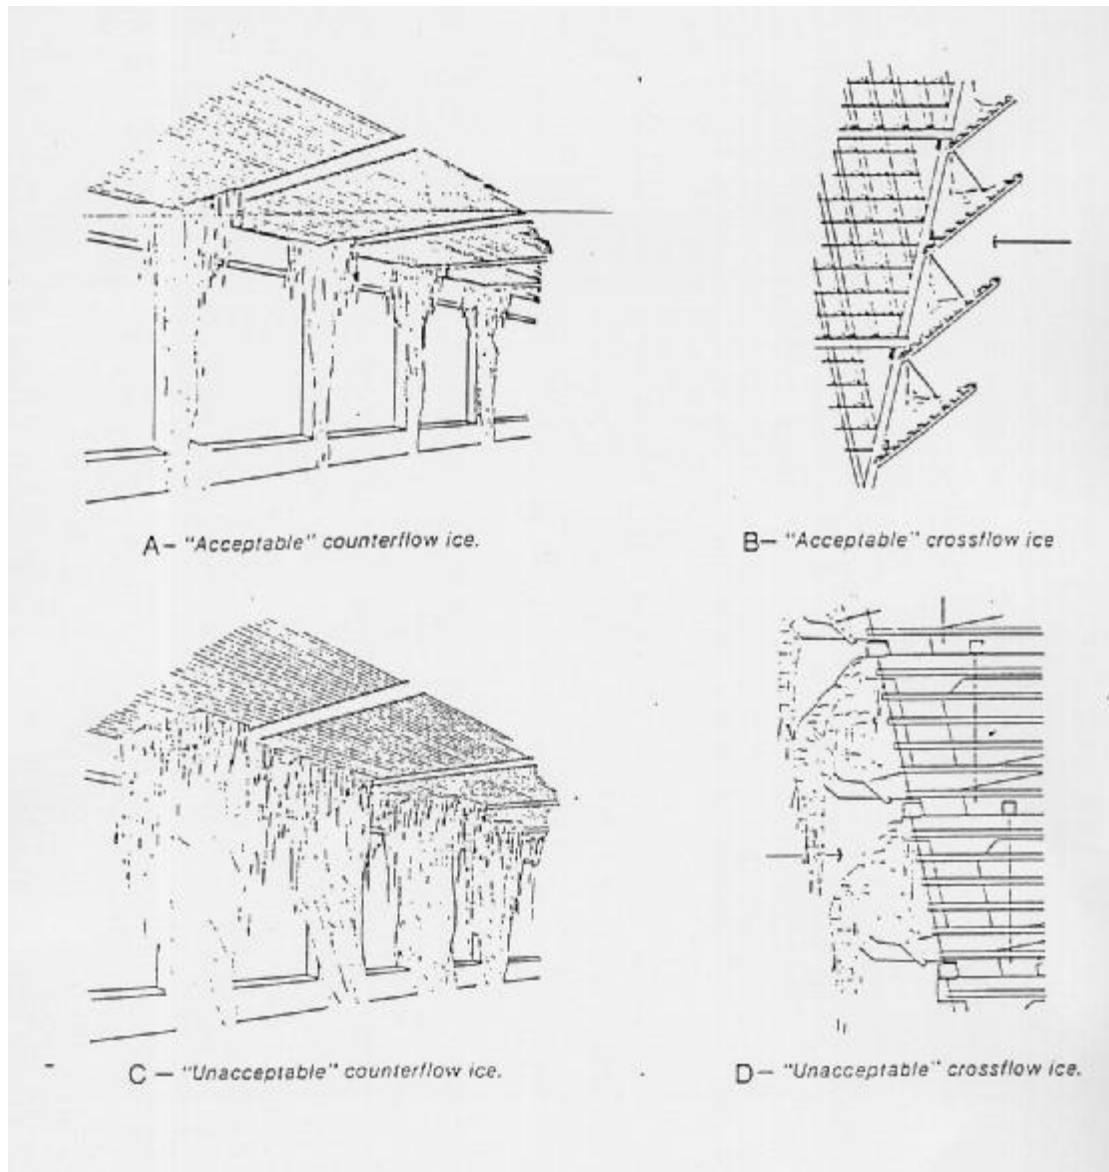 A– "Acceptable" counterflow ice.
B– "Acceptable" crossflow ice
C – "Unacceptable" counterflow ice.
D – "Unacceptable" crossflow ice.